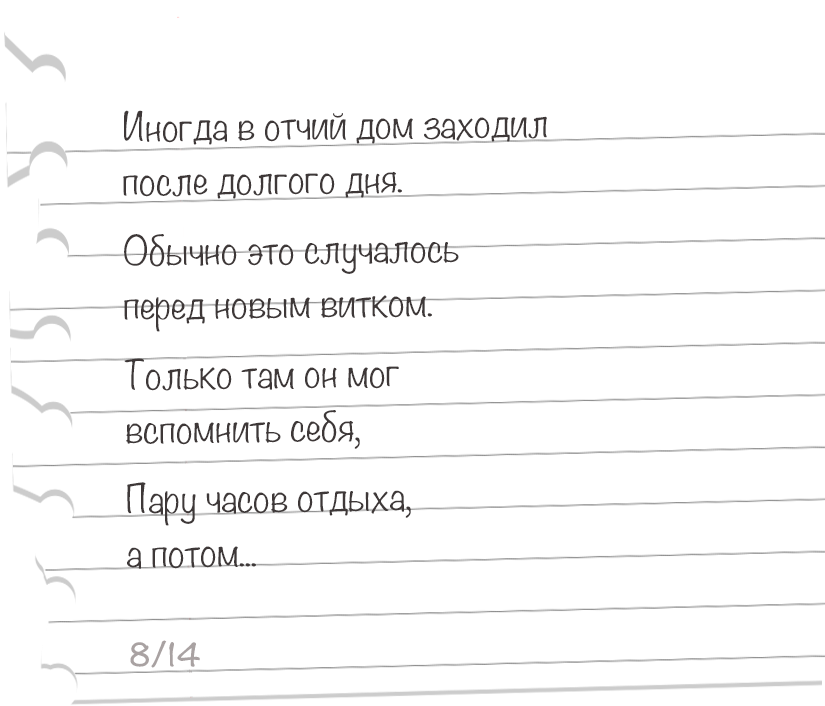 Иногда в отчий дом заходил
после долгого дня.
Обычно это случалось
перед новым витком.
Только там он мог
вспомнить себя,
Пару часов отдыха,
а потом...
8/14